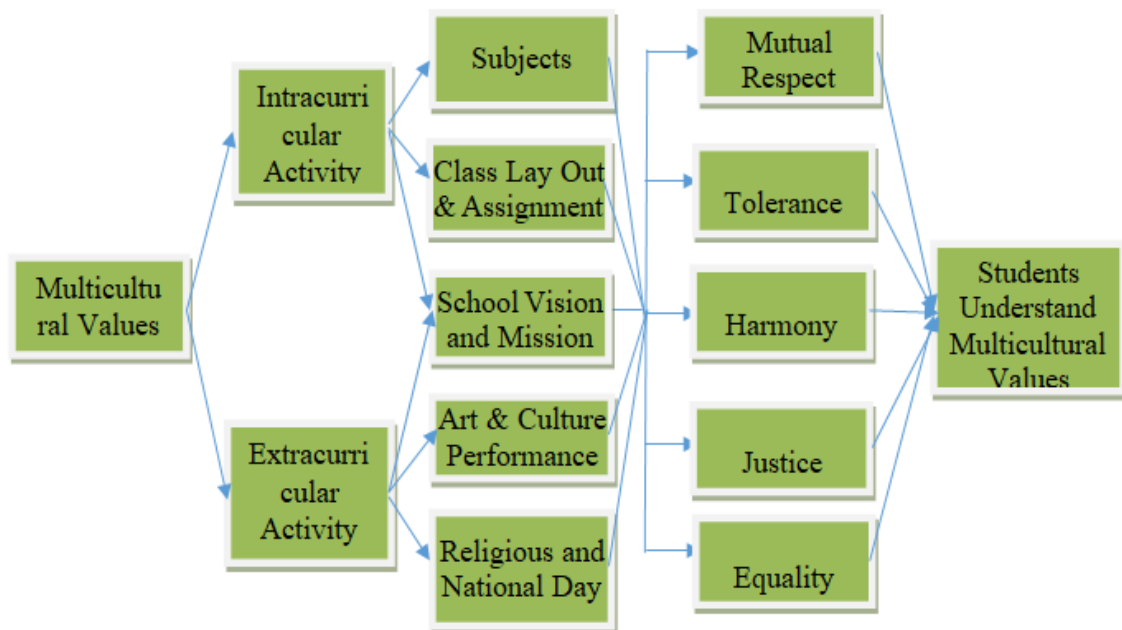 Multicultu
ral Values
Intracurri
cular
Activity
Extracurri
cular
Activity
Subjects
Class Lay Out
& Assignment
School Vision
and Mission
Art & Culture
Performance
Religious and
National Day
Mutual
Respect
Tolerance
Harmony
Justice
Equality
Students
Understand
Multicultural
Values